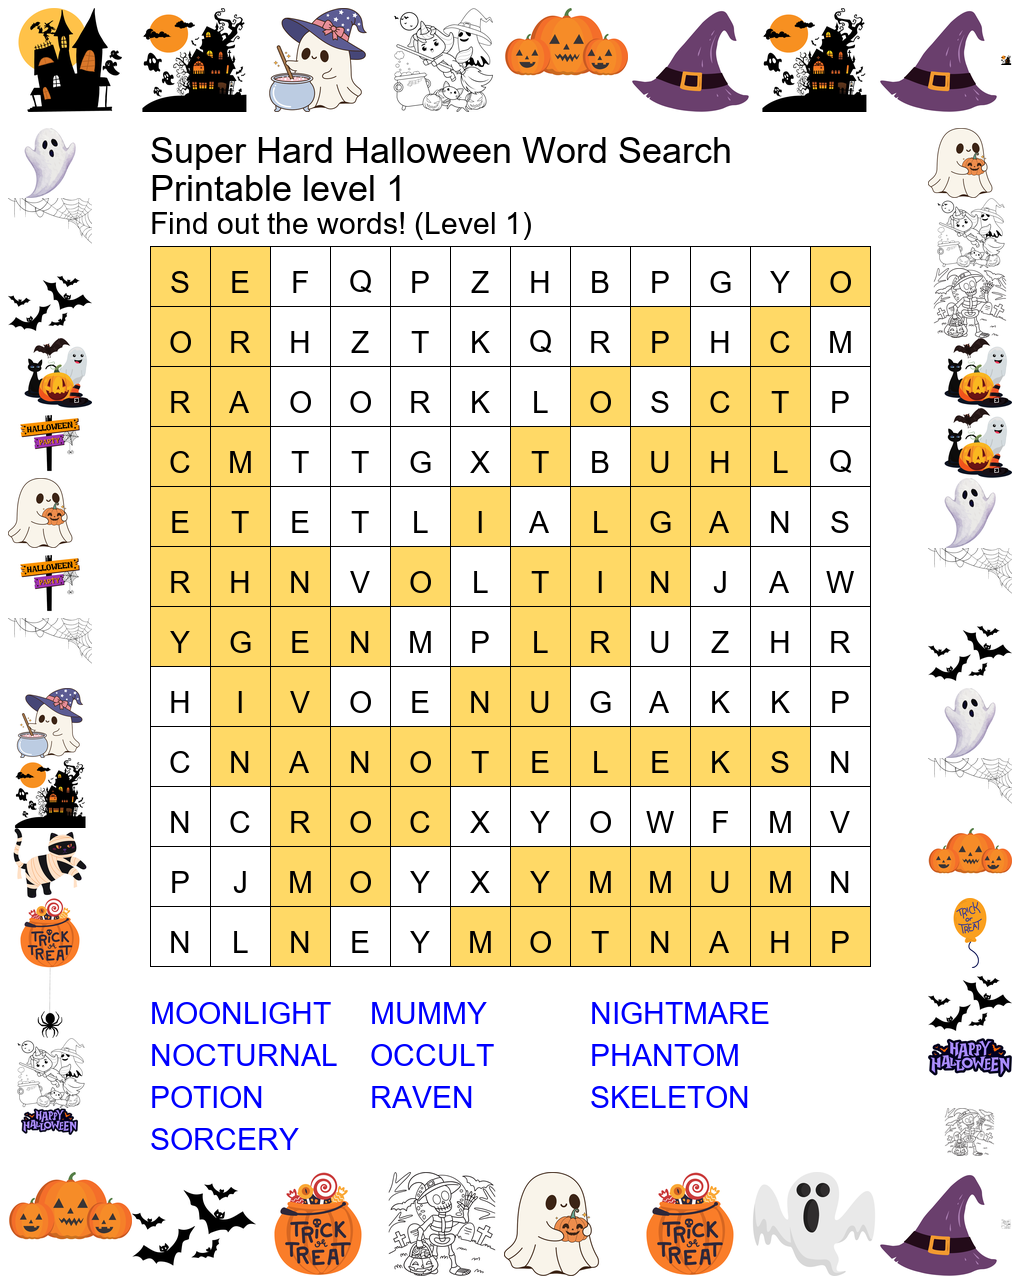 Super Hard Halloween Word Search
Printable level 1
Find out the words! (Level 1)
S E F Q P Z H B P G Y O
O R H Z T K Q R P H C M
R A O O R K L O S C T P
C M T T G X T B U H L Q
E T E T L I A L G A N S
R H N V O L T I N J A W
Y G E N M P L R U Z H R
H I V O E N U G A K K P
C N A N O T E L E K S N
N C R O C X Y O W F M V
P J M O Y X Y M M U M N
N L N E Y M O T N A H P
MOONLIGHT MUMMY NIGHTMARE
NOCTURNAL OCCULT PHANTOM
POTION RAVEN SKELETON
SORCERY
HALLOWEEN
PARTY
HALLOWEEN
PARTY
TRICK
or
TREAT
TRICK
or
TREAT
HAPPY
HALLOWEEN
HAPPY
HALLOWEEN
TRICK
or
TREAT
TRICK
or
TREAT